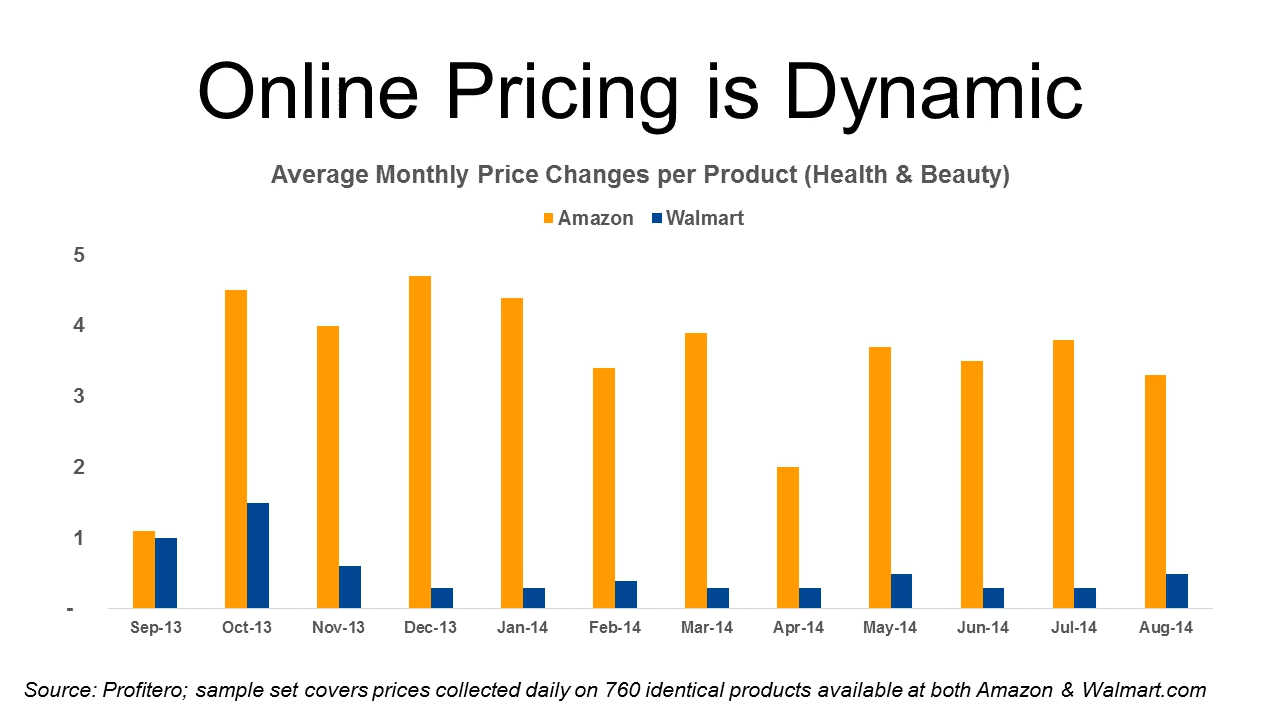 Online Pricing is Dynamic
Average Monthly Price Changes per Product (Health & Beauty)
Amazon Walmart
5
4
3
2
1
-
Sep-13 Oct-13 Nov-13 Dec-13 Jan-14 Feb-14 Mar-14 Apr-14 May-14 Jun-14 Jul-14 Aug-14
Source: Profitero; sample set covers prices collected daily on 760 identical products available at both Amazon & Walmart.com